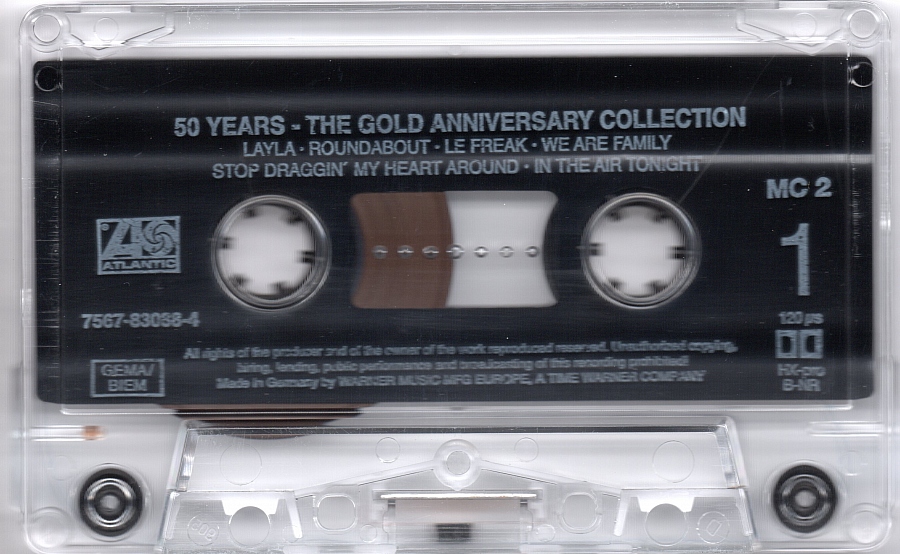 50 YEARS - THE GOLD ANNIVERSARY COLLECTION
LAYLA · ROUNDABOUT · LE FREAK · WE ARE FAMILY
STOP DRAGGIN' MY HEART AROUND · IN THE AIR TONIGHT
MC 2
1
ATLANTIC
7567-83088-4
120 µs
HX-pro
B-NR
GEMA/
BIEM
All rights of the producer and of the owner of the work reproduced reserved. Unauthorized copying,
hiring, lending, public performance and broadcasting of this recording prohibited
Made in Germany by WARNER MUSIC MFG EUROPE, A TIME WARNER COMPANY